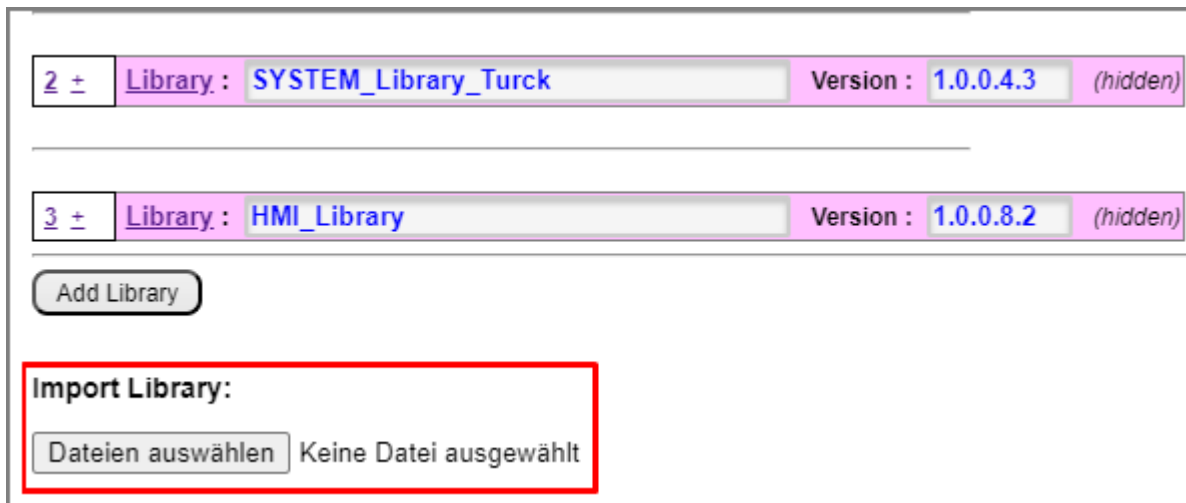 2 + Library : SYSTEM_Library_Turck Version : 1.0.0.4.3 (hidden)
3 + Library : HMI_Library Version : 1.0.0.8.2 (hidden)
Add Library
Import Library:
Dateien auswählen Keine Datei ausgewählt